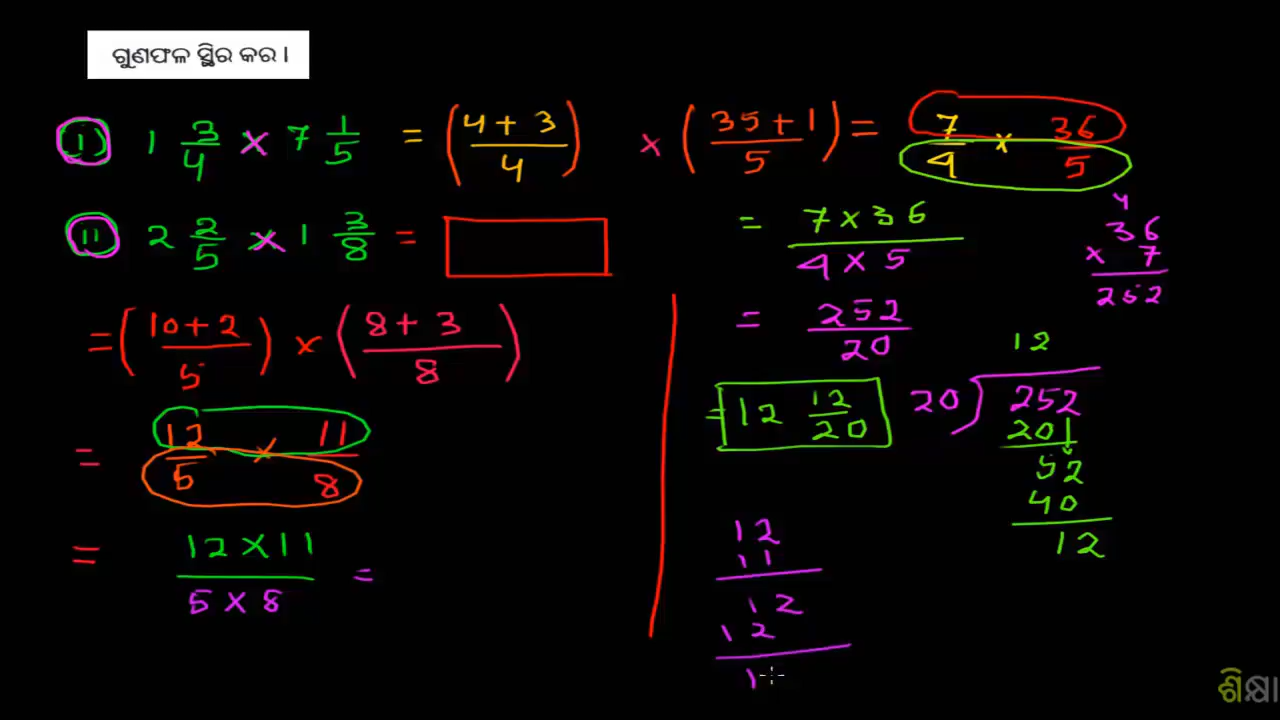 ଗୁଣଫଳ ସ୍ଥିର କର ।
(i) 1 3/4 × 7 1/5 = (4 + 3 / 4) × (35 + 1 / 5) = 7/4 × 36/5
= 7 × 36 / 4 × 5
4
36
× 7
252
= 252 / 20
= 12 12/20
12
20 ) 252
20
52
40
12
(ii) 2 2/5 × 1 3/8 =
= (10 + 2 / 5) × (8 + 3 / 8)
= 12/5 × 11/8
= 12 × 11 / 5 × 8 =
12
11
12
12
1
ଶିକ୍ଷା